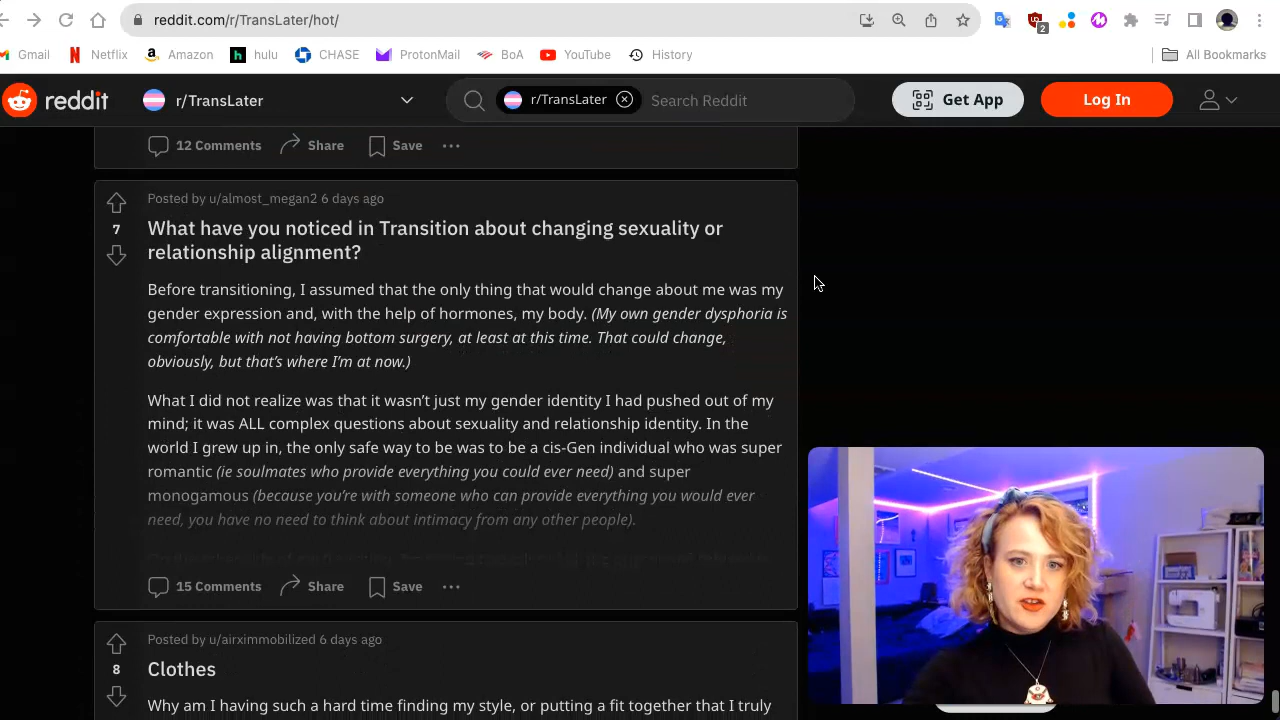 reddit.com/r/TransLater/hot/
2
Gmail Netflix Amazon hulu CHASE ProtonMail BoA YouTube History All Bookmarks
reddit r/TransLater r/TransLater Search Reddit Get App Log In
12 Comments Share Save
Posted by u/almost_megan2 6 days ago
7
What have you noticed in Transition about changing sexuality or
relationship alignment?
Before transitioning, I assumed that the only thing that would change about me was my
gender expression and, with the help of hormones, my body. (My own gender dysphoria is
comfortable with not having bottom surgery, at least at this time. That could change,
obviously, but that’s where I’m at now.)
What I did not realize was that it wasn’t just my gender identity I had pushed out of my
mind; it was ALL complex questions about sexuality and relationship identity. In the
world I grew up in, the only safe way to be was to be a cis-Gen individual who was super
romantic (ie soulmates who provide everything you could ever need) and super
monogamous (because you’re with someone who can provide everything you would ever
need, you have no need to think about intimacy from any other people).
15 Comments Share Save
Posted by u/airximmobilized 6 days ago
8
Clothes
Why am I having such a hard time finding my style, or putting a fit together that I truly